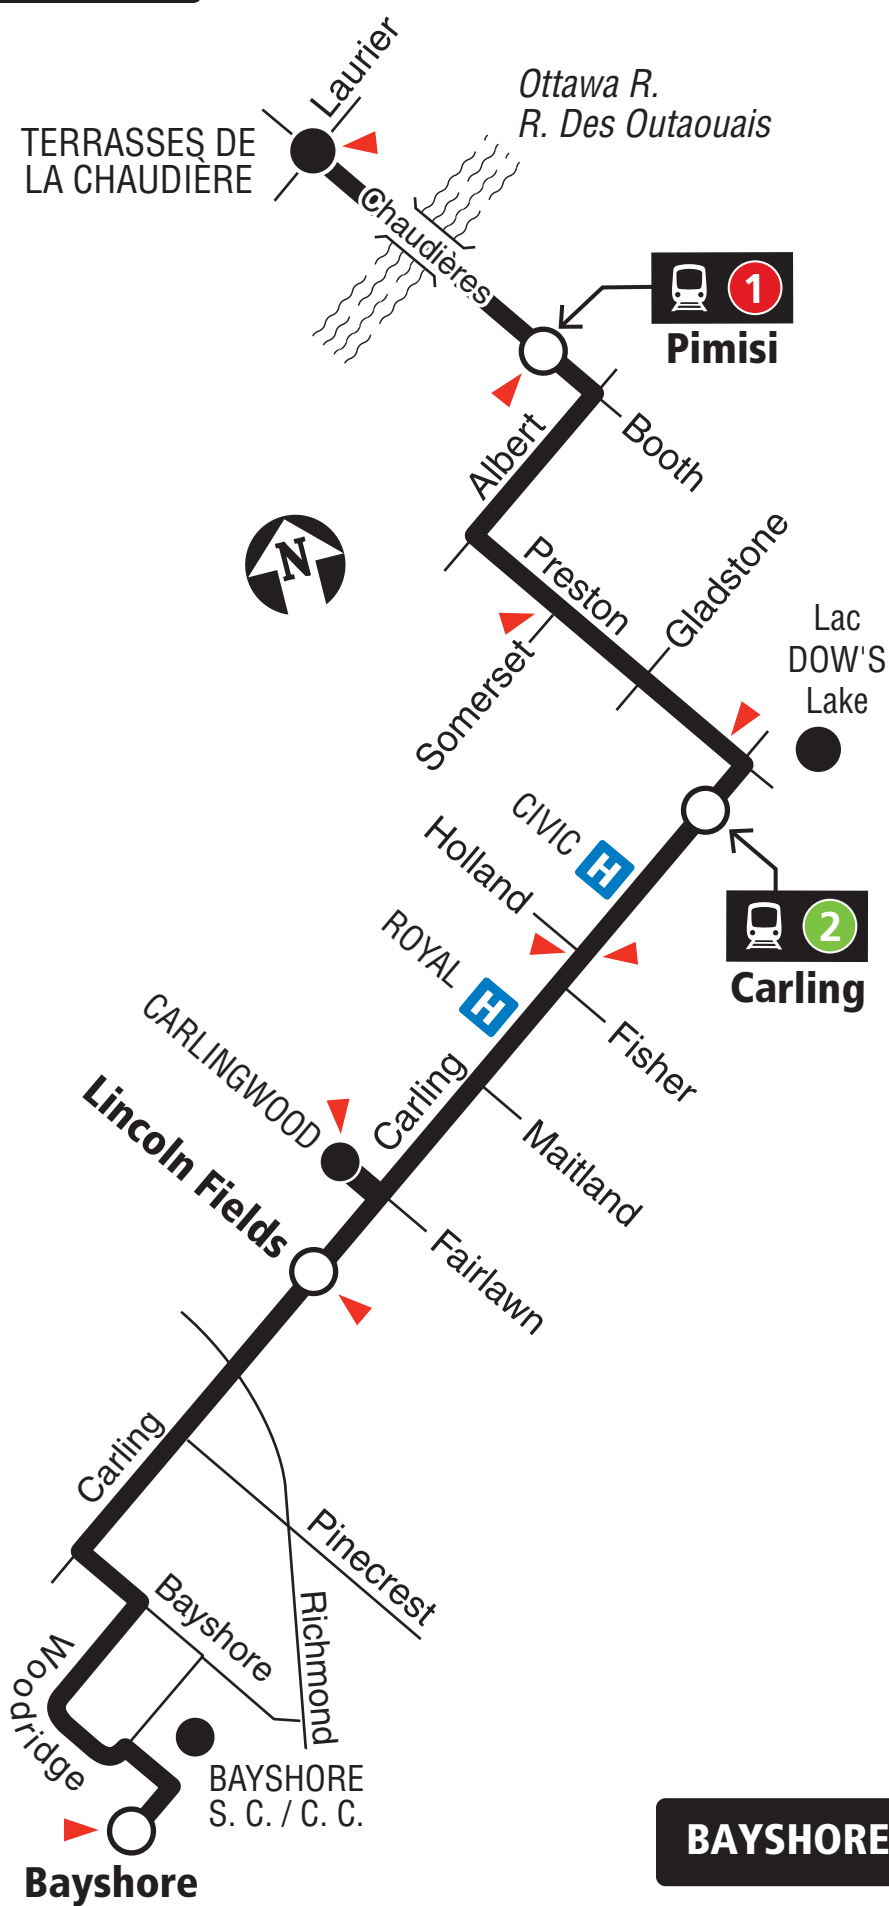 Laurier
Ottawa R.
R. Des Outaouais
TERRASSES DE
LA CHAUDIÈRE
Chaudières
1
Pimisi
Albert
Booth
N
Preston
Gladstone
Somerset
Lac
DOW'S
Lake
CIVIC
H
Holland
2
Carling
ROYAL
H
Fisher
CARLINGWOOD
Carling
Maitland
Lincoln Fields
Fairlawn
Carling
Pinecrest
Bayshore
Richmond
Woodridge
BAYSHORE
S. C. / C. C.
BAYSHORE
Bayshore